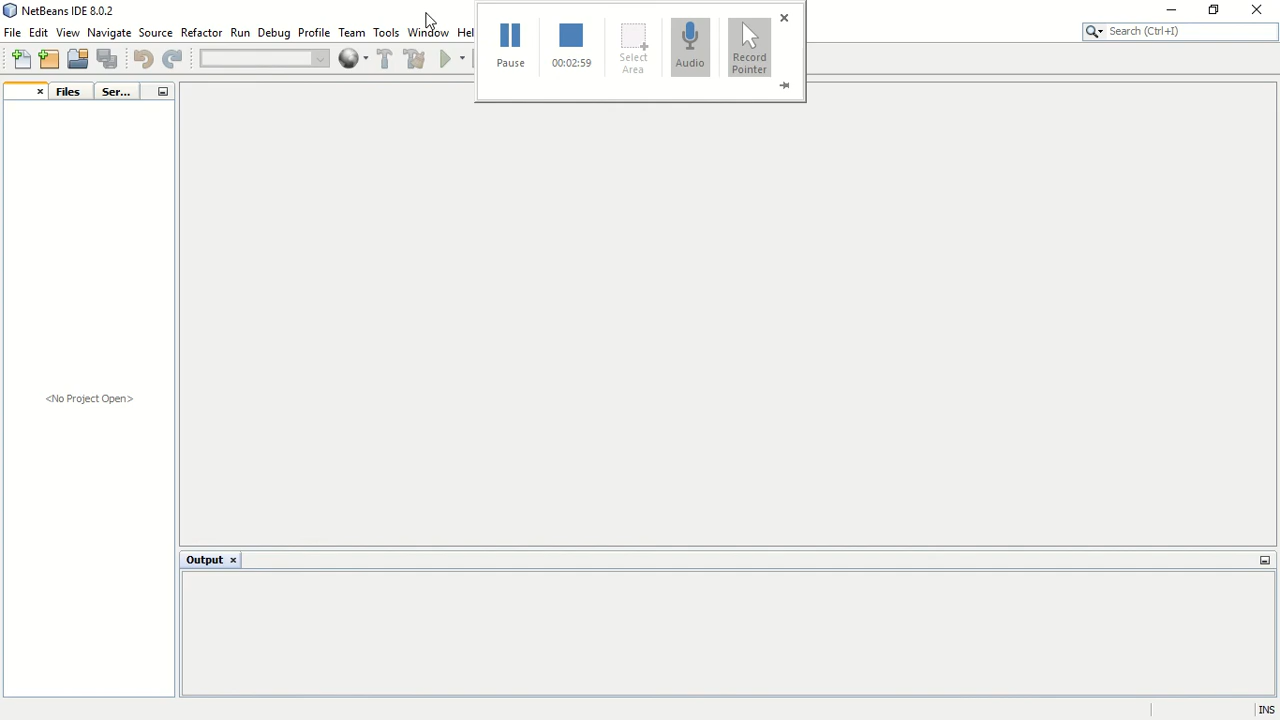 NetBeans IDE 8.0.2
File Edit View Navigate Source Refactor Run Debug Profile Team Tools Window Hel
Search (Ctrl+I)
Pause
00:02:59
Select
Area
Audio
Record
Pointer
Files
Ser...
<No Project Open>
Output
INS